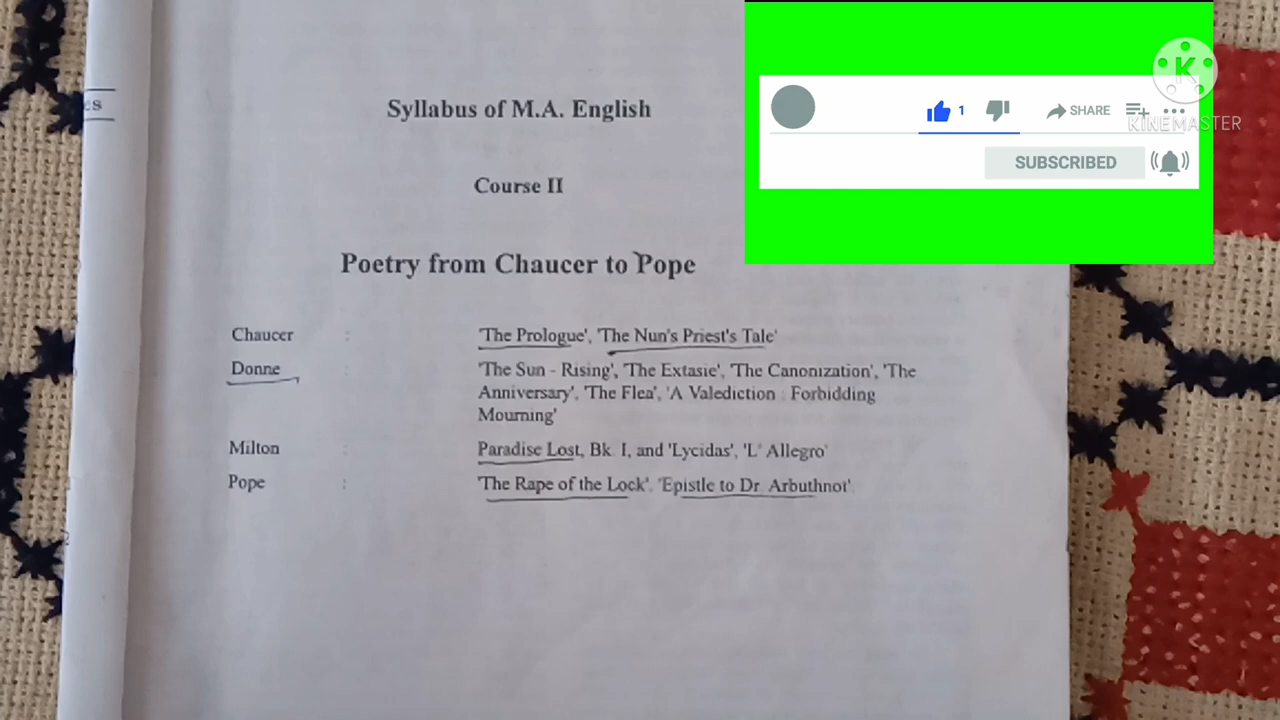 es
Syllabus of M.A. English
Course II
Poetry from Chaucer to Pope
Chaucer : 'The Prologue', 'The Nun's Priest's Tale'
Donne : 'The Sun - Rising', 'The Extasie', 'The Canonization', 'The
Anniversary', 'The Flea', 'A Valediction : Forbidding
Mourning'
Milton : Paradise Lost, Bk. I, and 'Lycidas', 'L' Allegro'
Pope : 'The Rape of the Lock'. 'Epistle to Dr. Arbuthnot'.
1 SHARE
SUBSCRIBED
K
KINEMASTER